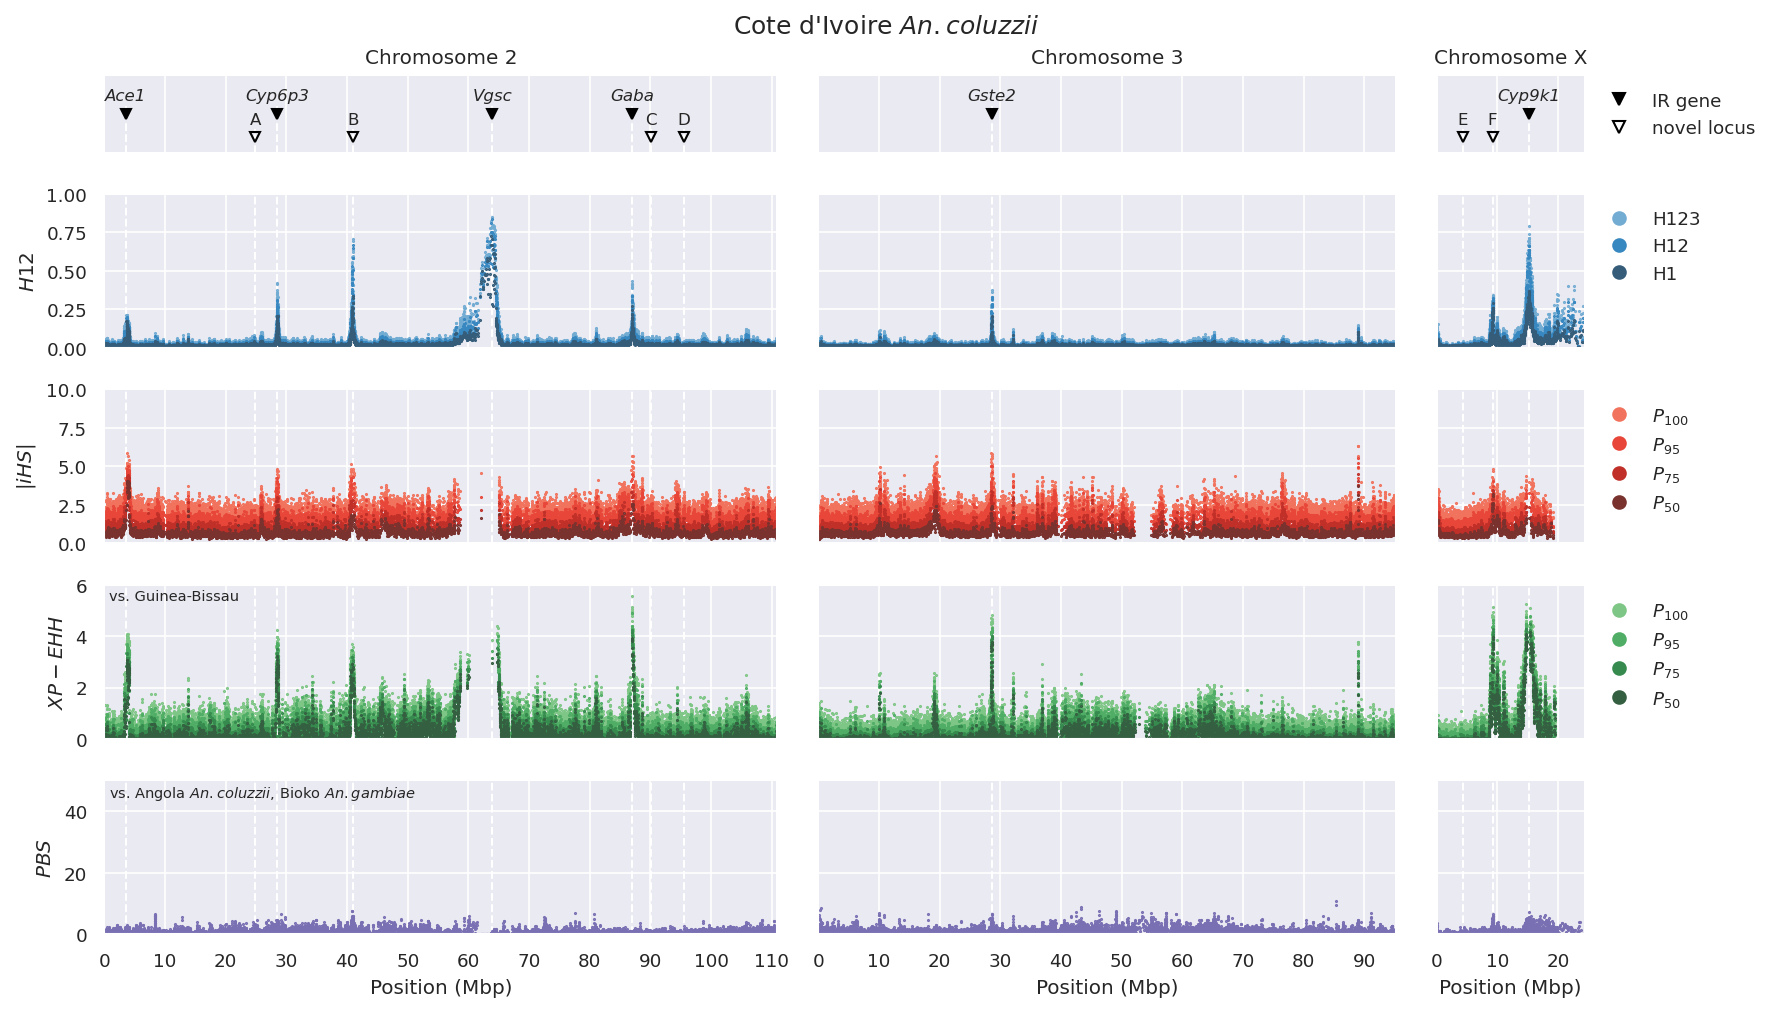 Cote d'Ivoire An. coluzzii
Chromosome 2
Chromosome 3
Chromosome X
Ace1
Cyp6p3
Vgsc
Gaba
Gste2
Cyp9k1
A
B
C
D
E
F
IR gene
novel locus
H12
1.00
0.75
0.50
0.25
0.00
H123
H12
H1
|iHS|
10.0
7.5
5.0
2.5
0.0
P100
P95
P75
P50
XP − EHH
6
4
2
0
vs. Guinea-Bissau
P100
P95
P75
P50
PBS
40
20
0
vs. Angola An. coluzzii, Bioko An. gambiae
0 10 20 30 40 50 60 70 80 90 100 110
0 10 20 30 40 50 60 70 80 90
0 10 20
Position (Mbp)
Position (Mbp)
Position (Mbp)